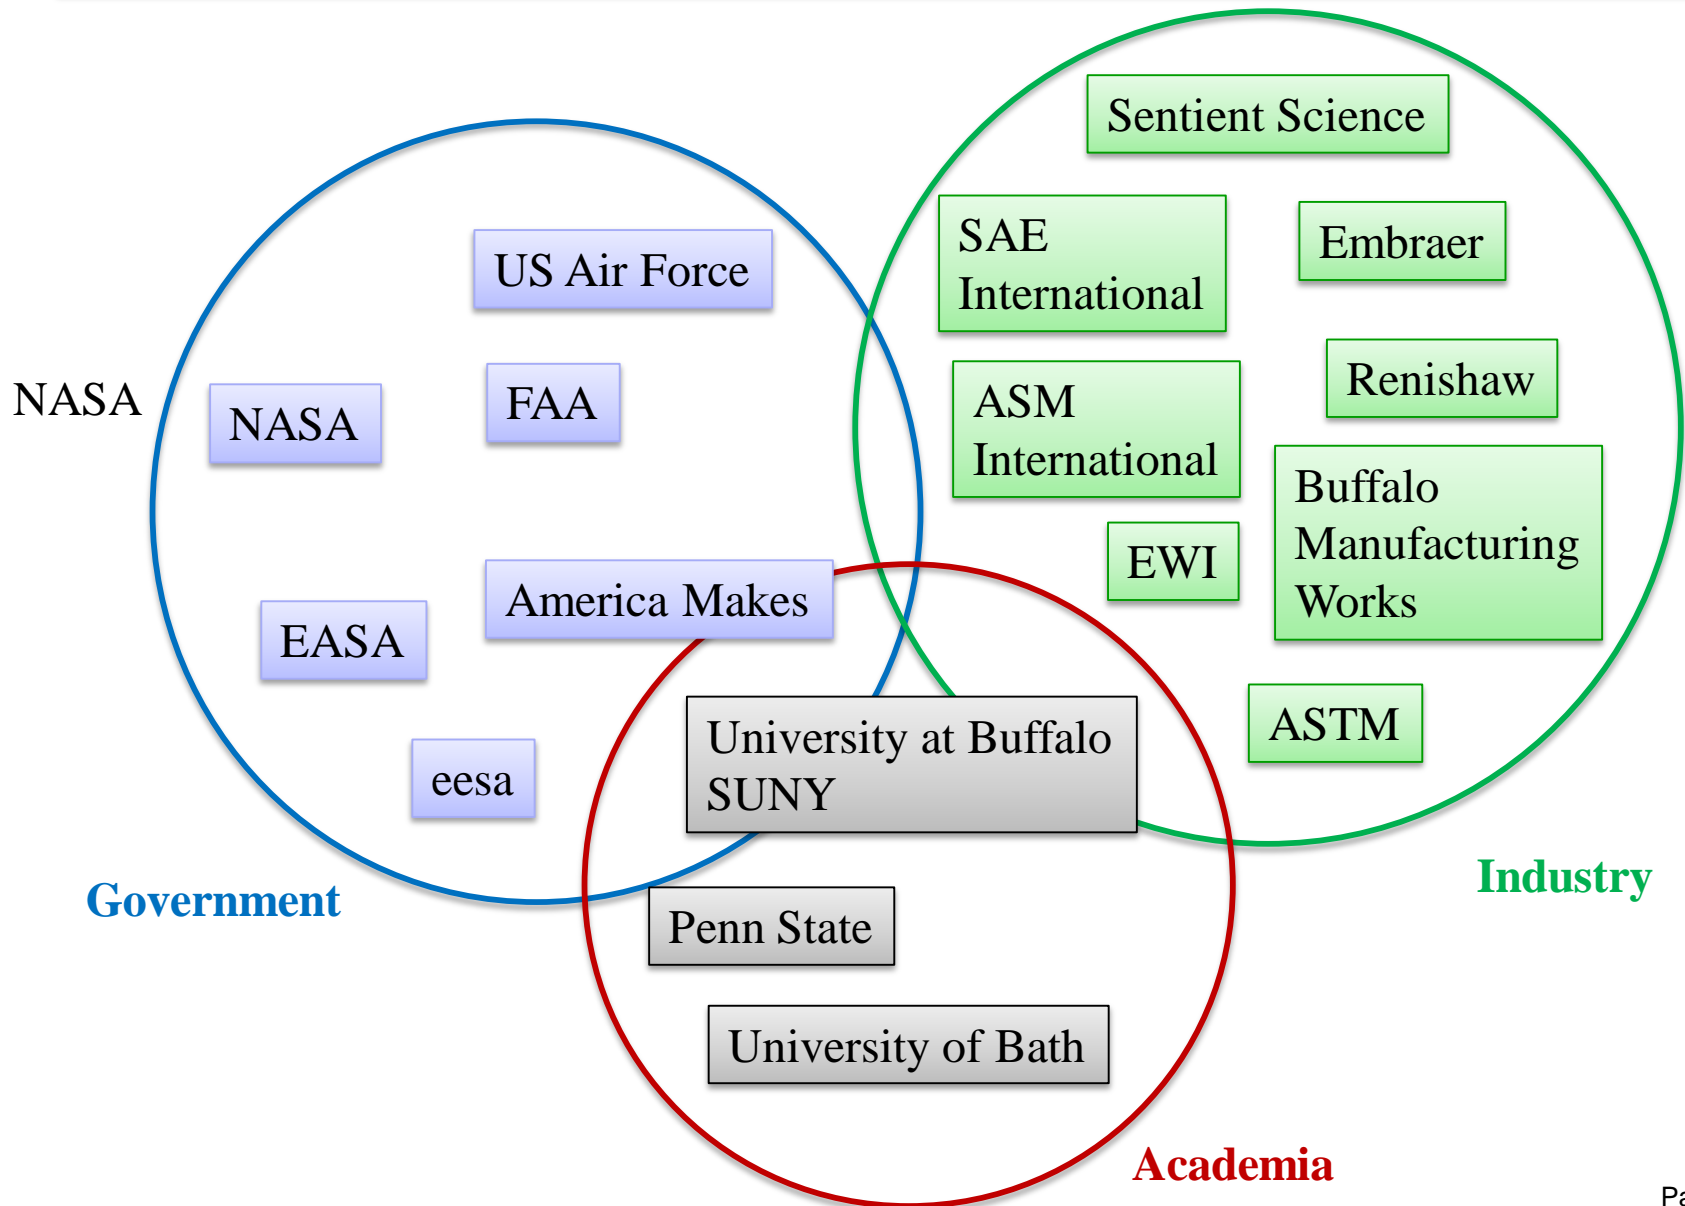 Sentient Science
SAE
International
Embraer
US Air Force
NASA
NASA
FAA
ASM
International
Renishaw
Buffalo
Manufacturing
Works
EWI
America Makes
EASA
ASTM
University at Buffalo
SUNY
eesa
Government
Industry
Penn State
University of Bath
Academia
Pa